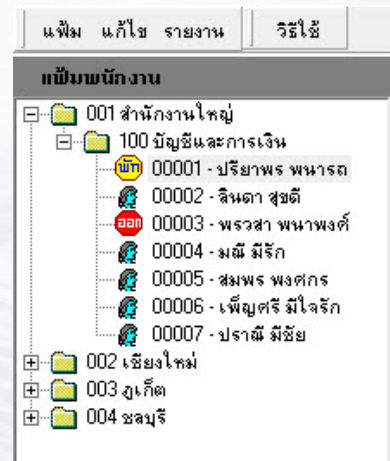 แฟ้ม แก้ไข รายงาน วิธีใช้
แฟ้มพนักงาน
001 สำนักงานใหญ่
100 บัญชีและการเงิน
พัก 00001 - ปรียาพร พนารถ
00002 - จินตา สุขดี
ออก 00003 - พรวสา พนาพงศ์
00004 - มณี มีรัก
00005 - สมพร พงศกร
00006 - เพ็ญศรี มีใจรัก
00007 - ปราณี มีชัย
002 เชียงใหม่
003 ภูเก็ต
004 ชลบุรี